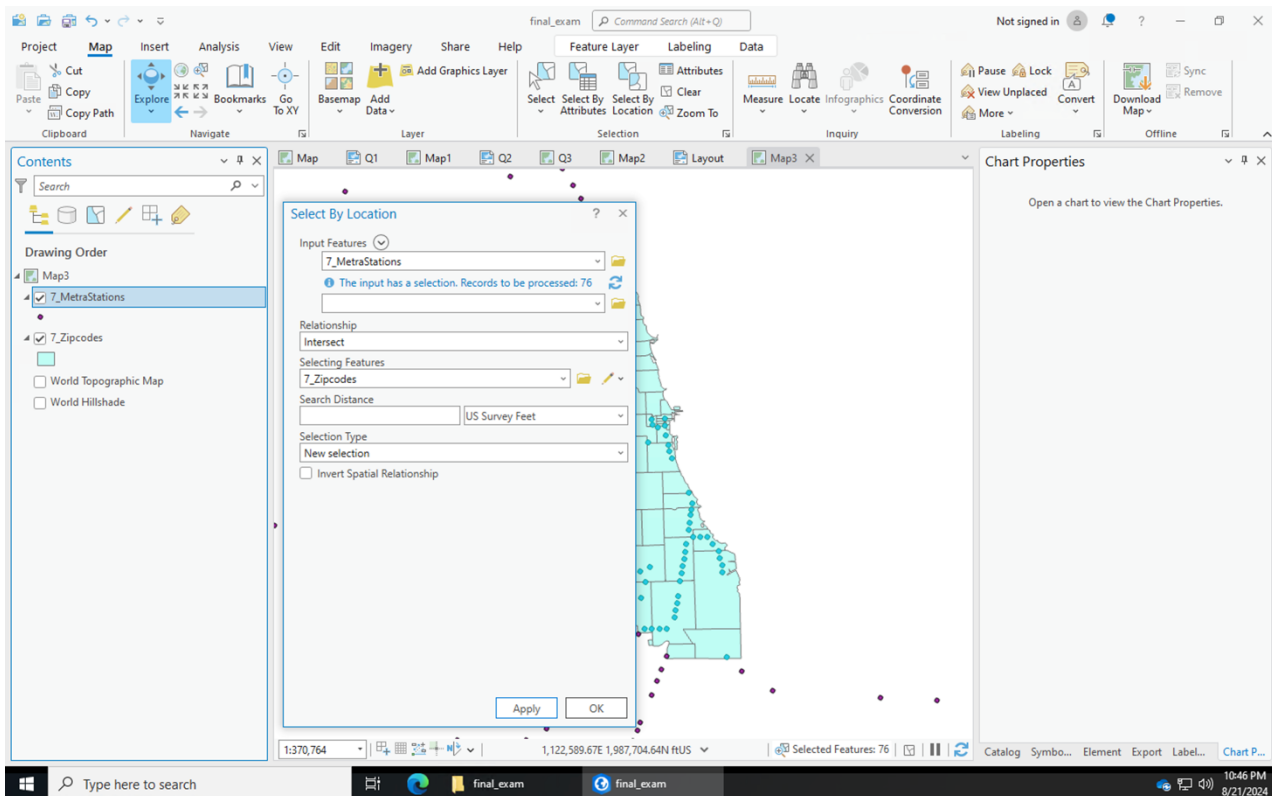 final_exam
Command Search (Alt+Q)
Not signed in
?
Project Map Insert Analysis View Edit Imagery Share Help Feature Layer Labeling Data
Paste
Cut
Copy
Copy Path
Clipboard
Explore
Bookmarks
Go
To XY
Navigate
Basemap
Add
Data
Add Graphics Layer
Layer
Select
Select By
Attributes
Select By
Location
Attributes
Clear
Zoom To
Selection
Measure
Locate
Infographics
Coordinate
Conversion
Inquiry
Pause
Lock
View Unplaced
More
A
Convert
Labeling
Download
Map
Sync
Remove
Offline
Contents
Search
Drawing Order
Map3
7_MetraStations
7_Zipcodes
World Topographic Map
World Hillshade
Map Q1 Map1 Q2 Q3 Map2 Layout Map3
Select By Location
?
Input Features
7_MetraStations
The input has a selection. Records to be processed: 76
Relationship
Intersect
Selecting Features
7_Zipcodes
Search Distance
US Survey Feet
Selection Type
New selection
Invert Spatial Relationship
Apply OK
1:370,764
1,122,589.67E 1,987,704.64N ftUS
Selected Features: 76
Chart Properties
Open a chart to view the Chart Properties.
Catalog Symbo... Element Export Label... Chart P...
Type here to search
final_exam
final_exam
10:46 PM
8/21/2024